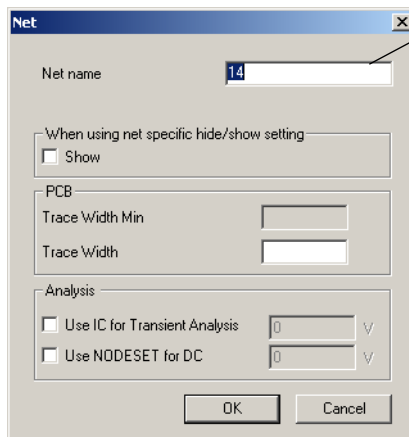 Net
Net name 14
When using net specific hide/show setting
Show
PCB
Trace Width Min
Trace Width
Analysis
Use IC for Transient Analysis 0 V
Use NODESET for DC 0 V
OK Cancel